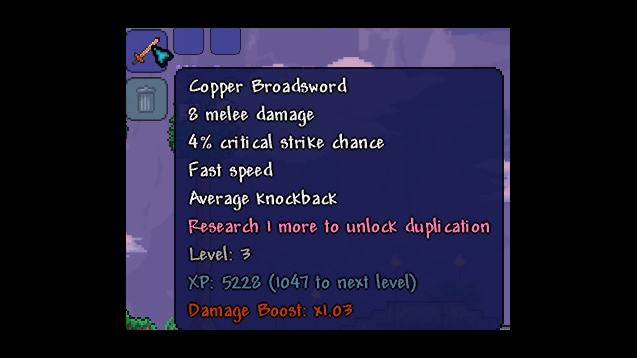 Copper Broadsword
8 melee damage
4% critical strike chance
Fast speed
Average knockback
Research 1 more to unlock duplication
Level: 3
XP: 5228 (1047 to next level)
Damage Boost: x1.03